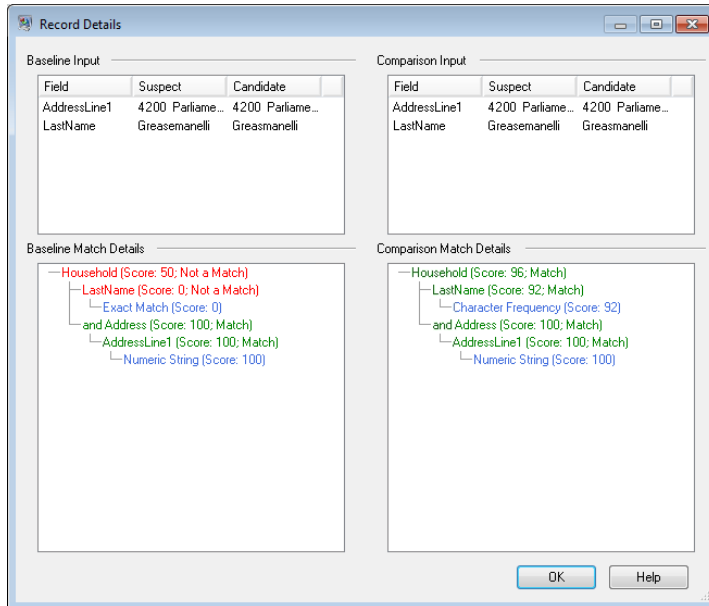 Record Details
Baseline Input
Field Suspect Candidate
AddressLine1 4200 Parliame... 4200 Parliame...
LastName Greasemanelli Greasmanelli
Comparison Input
Field Suspect Candidate
AddressLine1 4200 Parliame... 4200 Parliame...
LastName Greasemanelli Greasmanelli
Baseline Match Details
Household (Score: 50; Not a Match)
LastName (Score: 0; Not a Match)
Exact Match (Score: 0)
and Address (Score: 100; Match)
AddressLine1 (Score: 100; Match)
Numeric String (Score: 100)
Comparison Match Details
Household (Score: 96; Match)
LastName (Score: 92; Match)
Character Frequency (Score: 92)
and Address (Score: 100; Match)
AddressLine1 (Score: 100; Match)
Numeric String (Score: 100)
OK Help